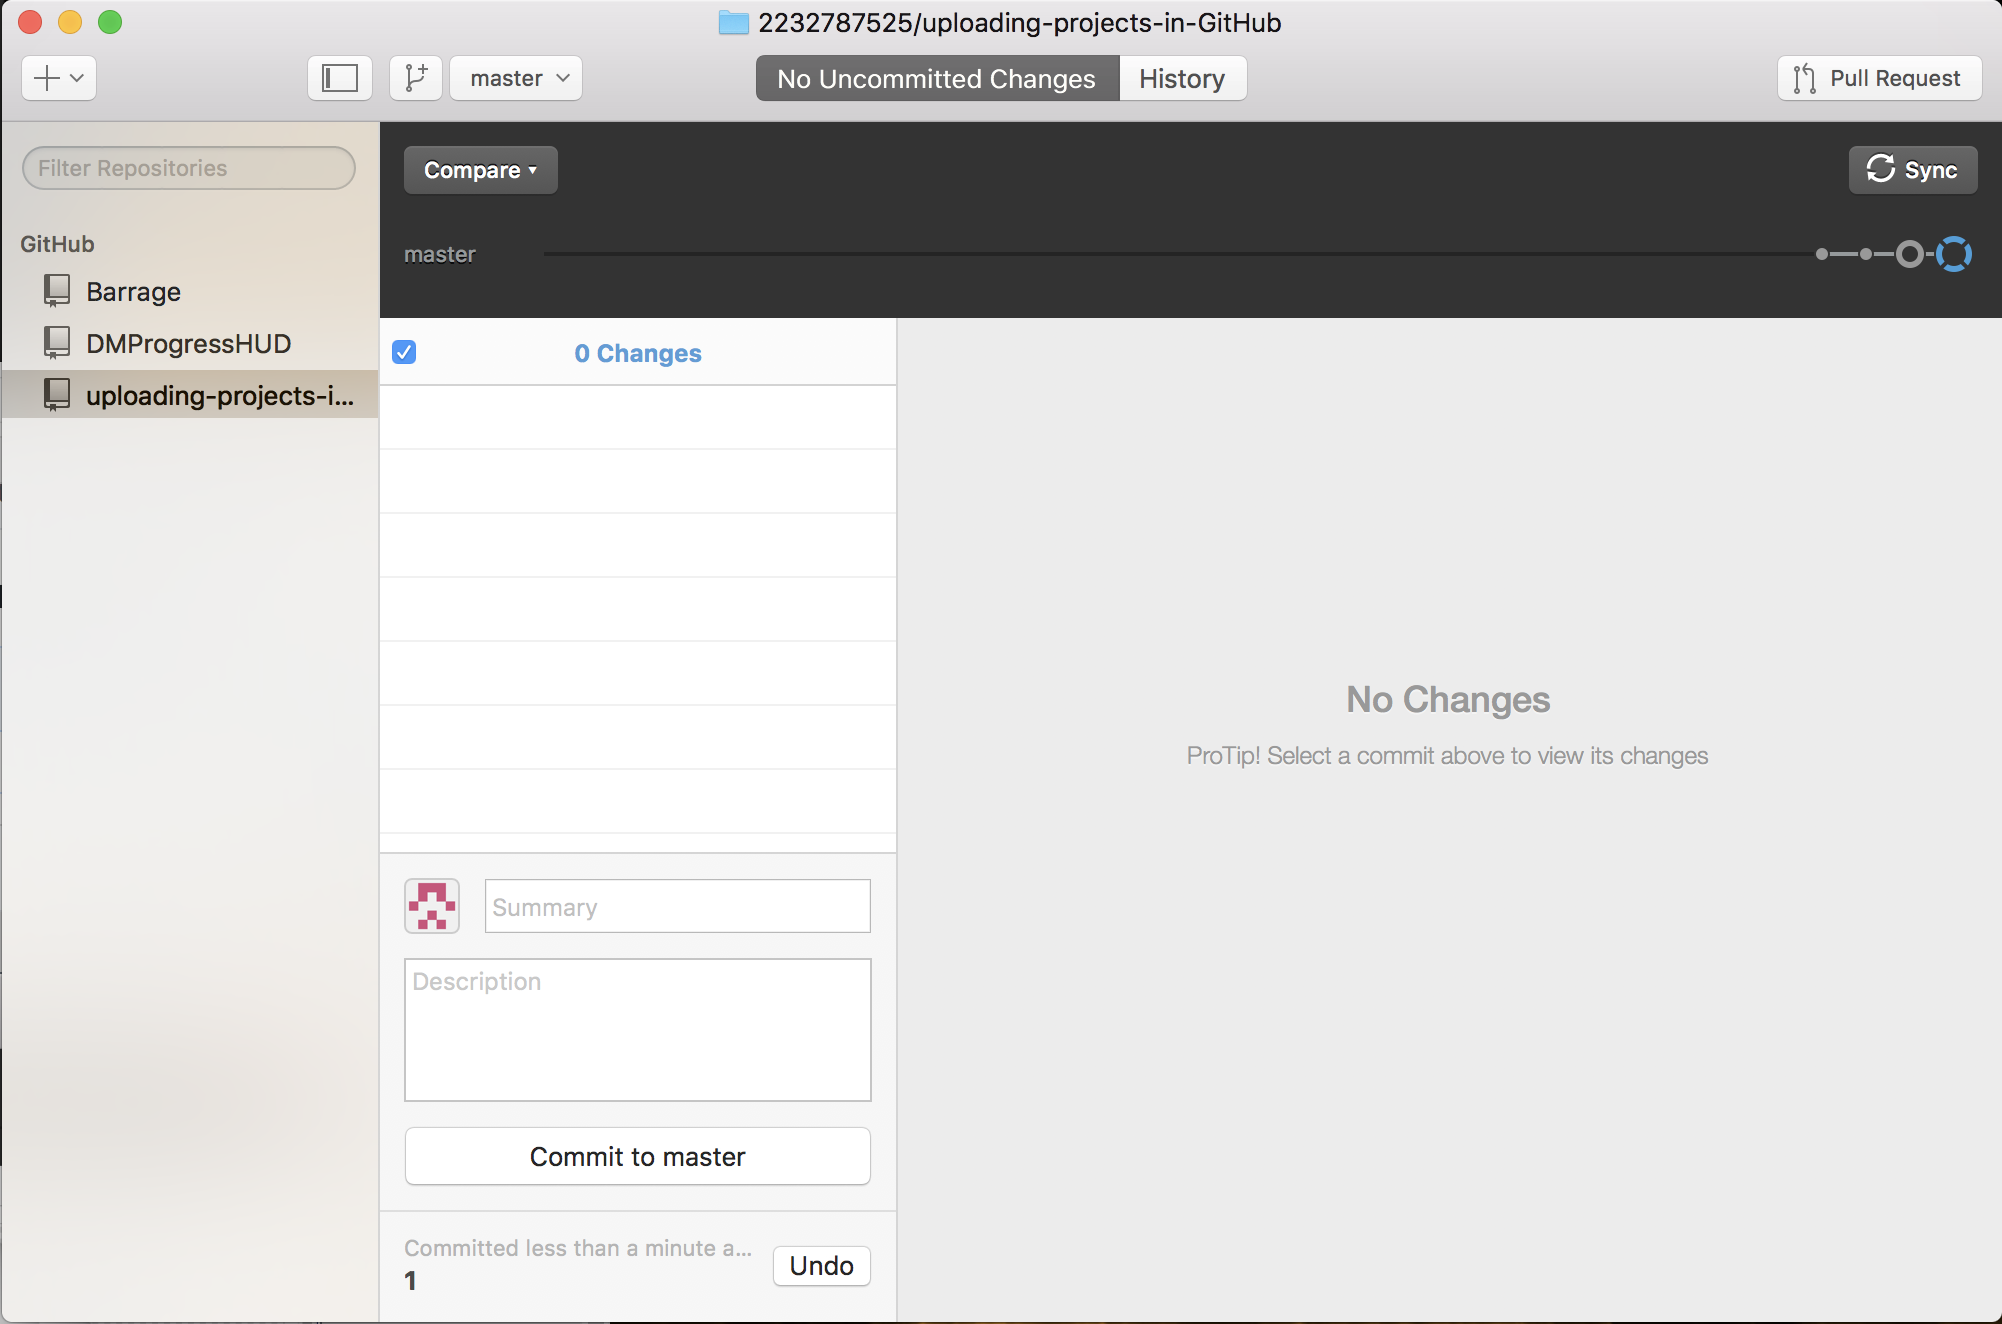 2232787525/uploading-projects-in-GitHub
master
No Uncommitted Changes
History
Pull Request
Filter Repositories
GitHub
Barrage
DMProgressHUD
uploading-projects-i...
Compare
Sync
master
0 Changes
No Changes
ProTip! Select a commit above to view its changes
Summary
Description
Commit to master
Committed less than a minute a...
1
Undo